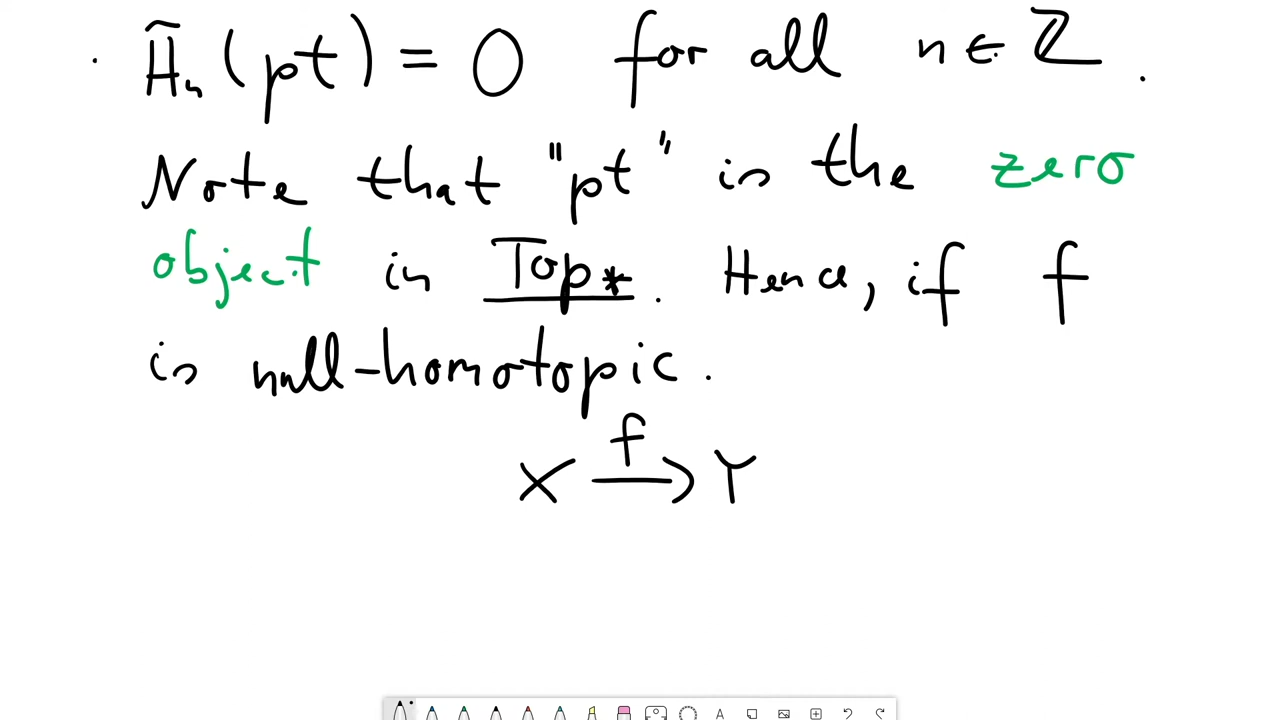 · H̃ₙ(pt) = 0 for all n ∈ ℤ.
Note that "pt" is the zero
object in Top*. Hence, if f
is null-homotopic.
X →^f Y